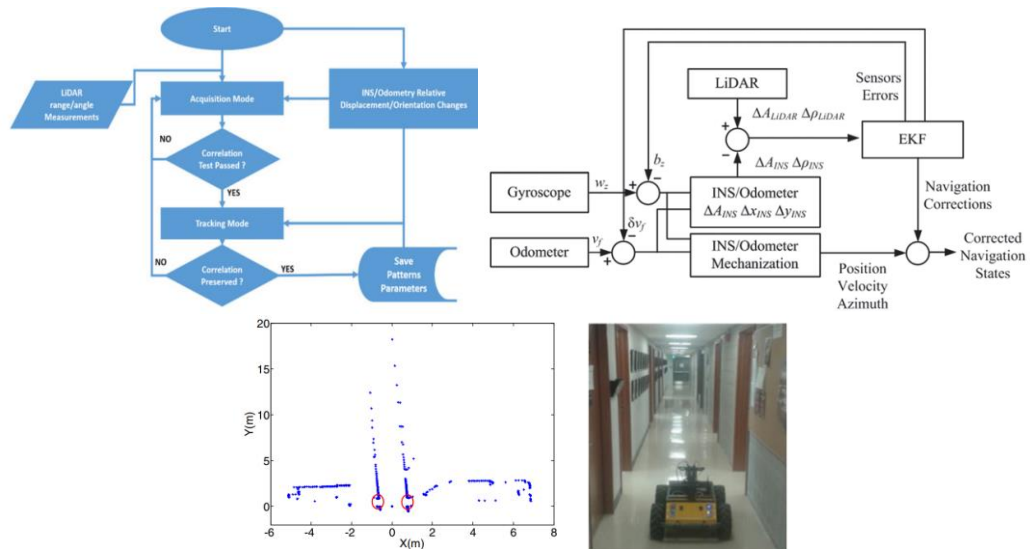 Start
LiDAR
range/angle
Measurements
Acquisition Mode
INS/Odometry Relative
Displacement/Orientation Changes
NO
Correlation
Test Passed ?
YES
Tracking Mode
NO
Correlation
Preserved ?
YES
Save
Patterns
Parameters
LiDAR
Sensors
Errors
ΔA_LiDAR Δρ_LiDAR
+
−
EKF
ΔA_INS Δρ_INS
b_z
Gyroscope
w_z
+
−
INS/Odometer
ΔA_INS Δx_INS Δy_INS
Navigation
Corrections
δv_f
Odometer
v_f
−
+
INS/Odometer
Mechanization
Position
Velocity
Azimuth
Corrected
Navigation
States
20
15
10
5
0
Y(m)
-6 -4 -2 0 2 4 6 8
X(m)